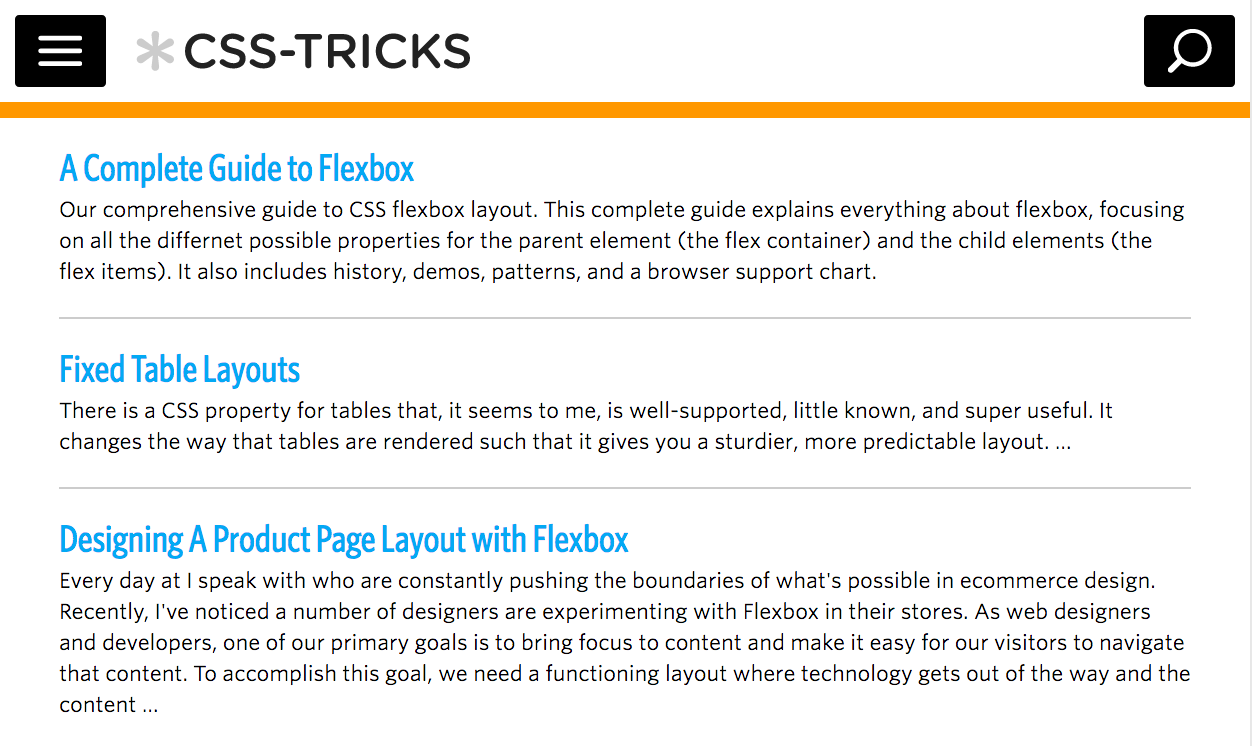 CSS-TRICKS
A Complete Guide to Flexbox
Our comprehensive guide to CSS flexbox layout. This complete guide explains everything about flexbox, focusing
on all the differnet possible properties for the parent element (the flex container) and the child elements (the
flex items). It also includes history, demos, patterns, and a browser support chart.
Fixed Table Layouts
There is a CSS property for tables that, it seems to me, is well-supported, little known, and super useful. It
changes the way that tables are rendered such that it gives you a sturdier, more predictable layout. ...
Designing A Product Page Layout with Flexbox
Every day at I speak with who are constantly pushing the boundaries of what's possible in ecommerce design.
Recently, I've noticed a number of designers are experimenting with Flexbox in their stores. As web designers
and developers, one of our primary goals is to bring focus to content and make it easy for our visitors to navigate
that content. To accomplish this goal, we need a functioning layout where technology gets out of the way and the
content ...